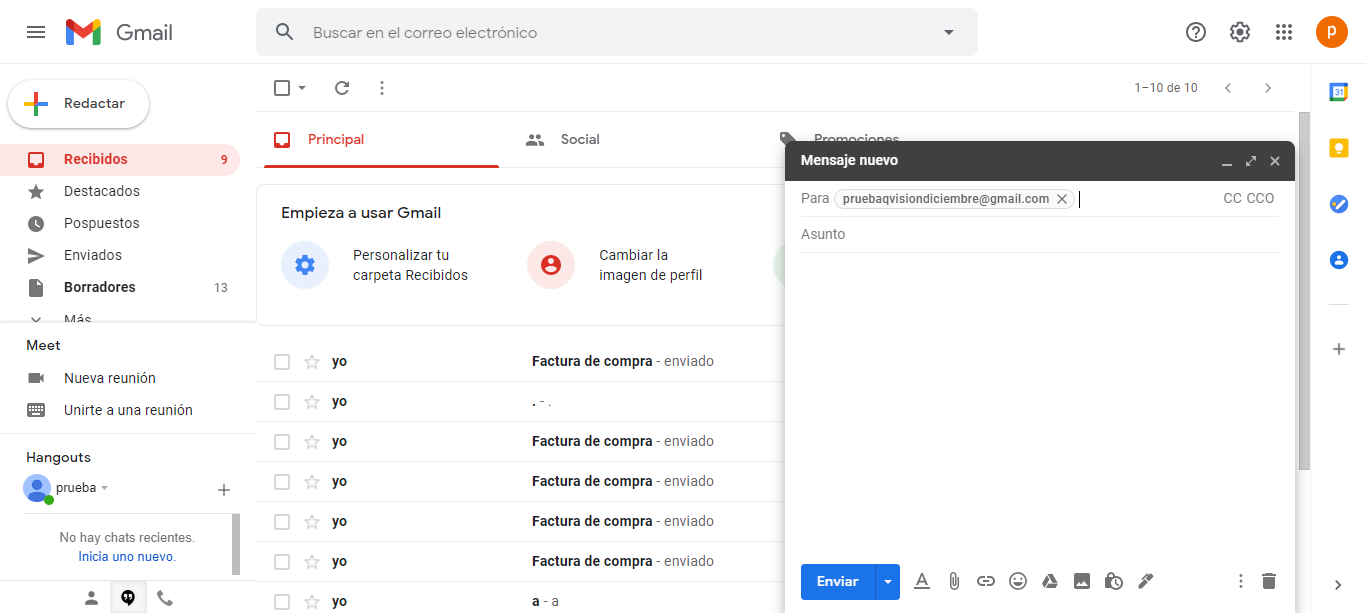 Gmail
Buscar en el correo electrónico
p
Redactar
1–10 de 10
31
Recibidos 9
Destacados
Pospuestos
Enviados
Borradores 13
Más
Principal
Social
Promociones
Empieza a usar Gmail
Personalizar tu
carpeta Recibidos
Cambiar la
imagen de perfil
Meet
Nueva reunión
Unirte a una reunión
Hangouts
prueba
No hay chats recientes.
Inicia uno nuevo.
yo Factura de compra - enviado
yo . - .
yo Factura de compra - enviado
yo Factura de compra - enviado
yo Factura de compra - enviado
yo Factura de compra - enviado
yo a - a
Mensaje nuevo
Para pruebaqvisiondiciembre@gmail.com CC CCO
Asunto
Enviar